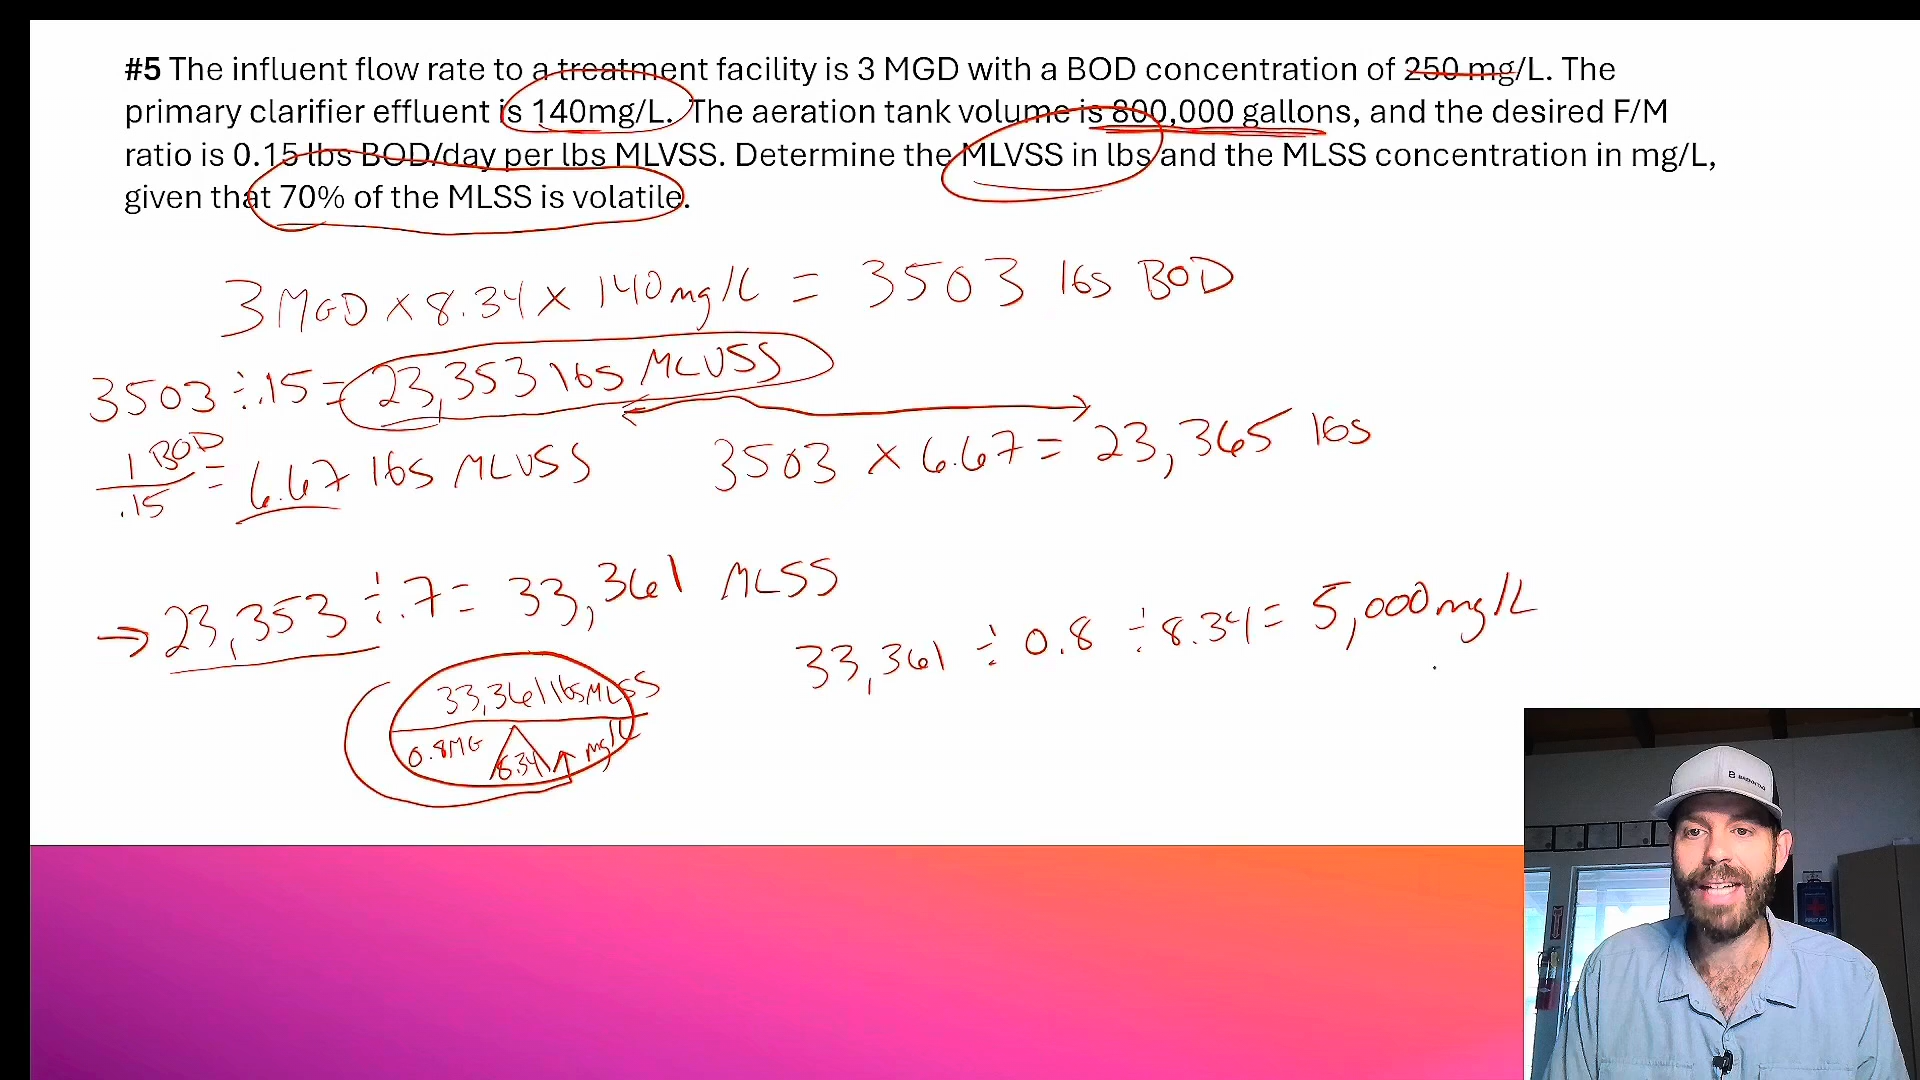 #5 The influent flow rate to a treatment facility is 3 MGD with a BOD concentration of 250 mg/L. The
primary clarifier effluent is 140mg/L. The aeration tank volume is 800,000 gallons, and the desired F/M
ratio is 0.15 lbs BOD/day per lbs MLVSS. Determine the MLVSS in lbs and the MLSS concentration in mg/L,
given that 70% of the MLSS is volatile.
3 MGD × 8.34 × 140 mg/L = 3503 lbs BOD
3503 ÷ .15 = 23,353 lbs MLVSS
1 BOD
.15
= 6.67 lbs MLVSS
3503 × 6.67 = 23,365 lbs
→ 23,353 ÷ .7 = 33,361 MLSS
33,361 ÷ 0.8 ÷ 8.34 = 5,000 mg/L
33,361 lbs MLSS
0.8MG 8.34 mg/L
B BRENNTAG
FIRST AID